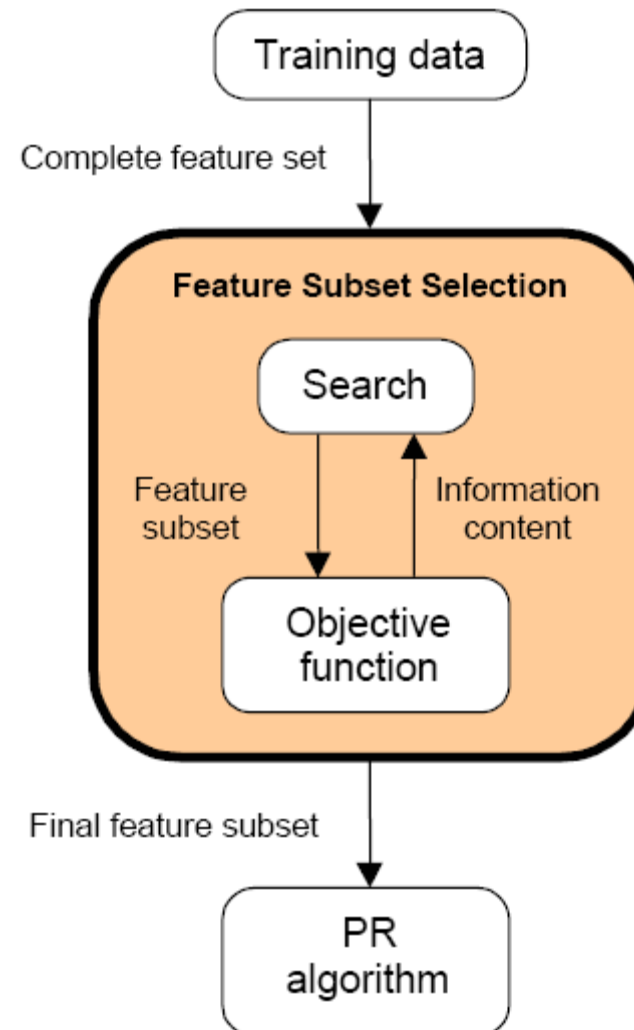 Training data
Complete feature set
Feature Subset Selection
Search
Feature
subset
Information
content
Objective
function
Final feature subset
PR
algorithm